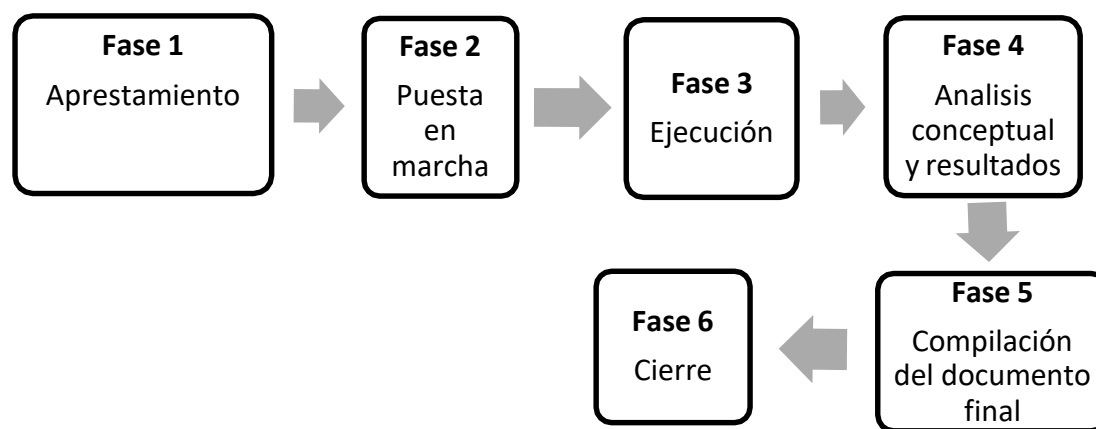 Fase 1
Aprestamiento
Fase 2
Puesta
en
marcha
Fase 3
Ejecución
Fase 4
Analisis
conceptual
y resultados
Fase 5
Compilación
del documento
final
Fase 6
Cierre